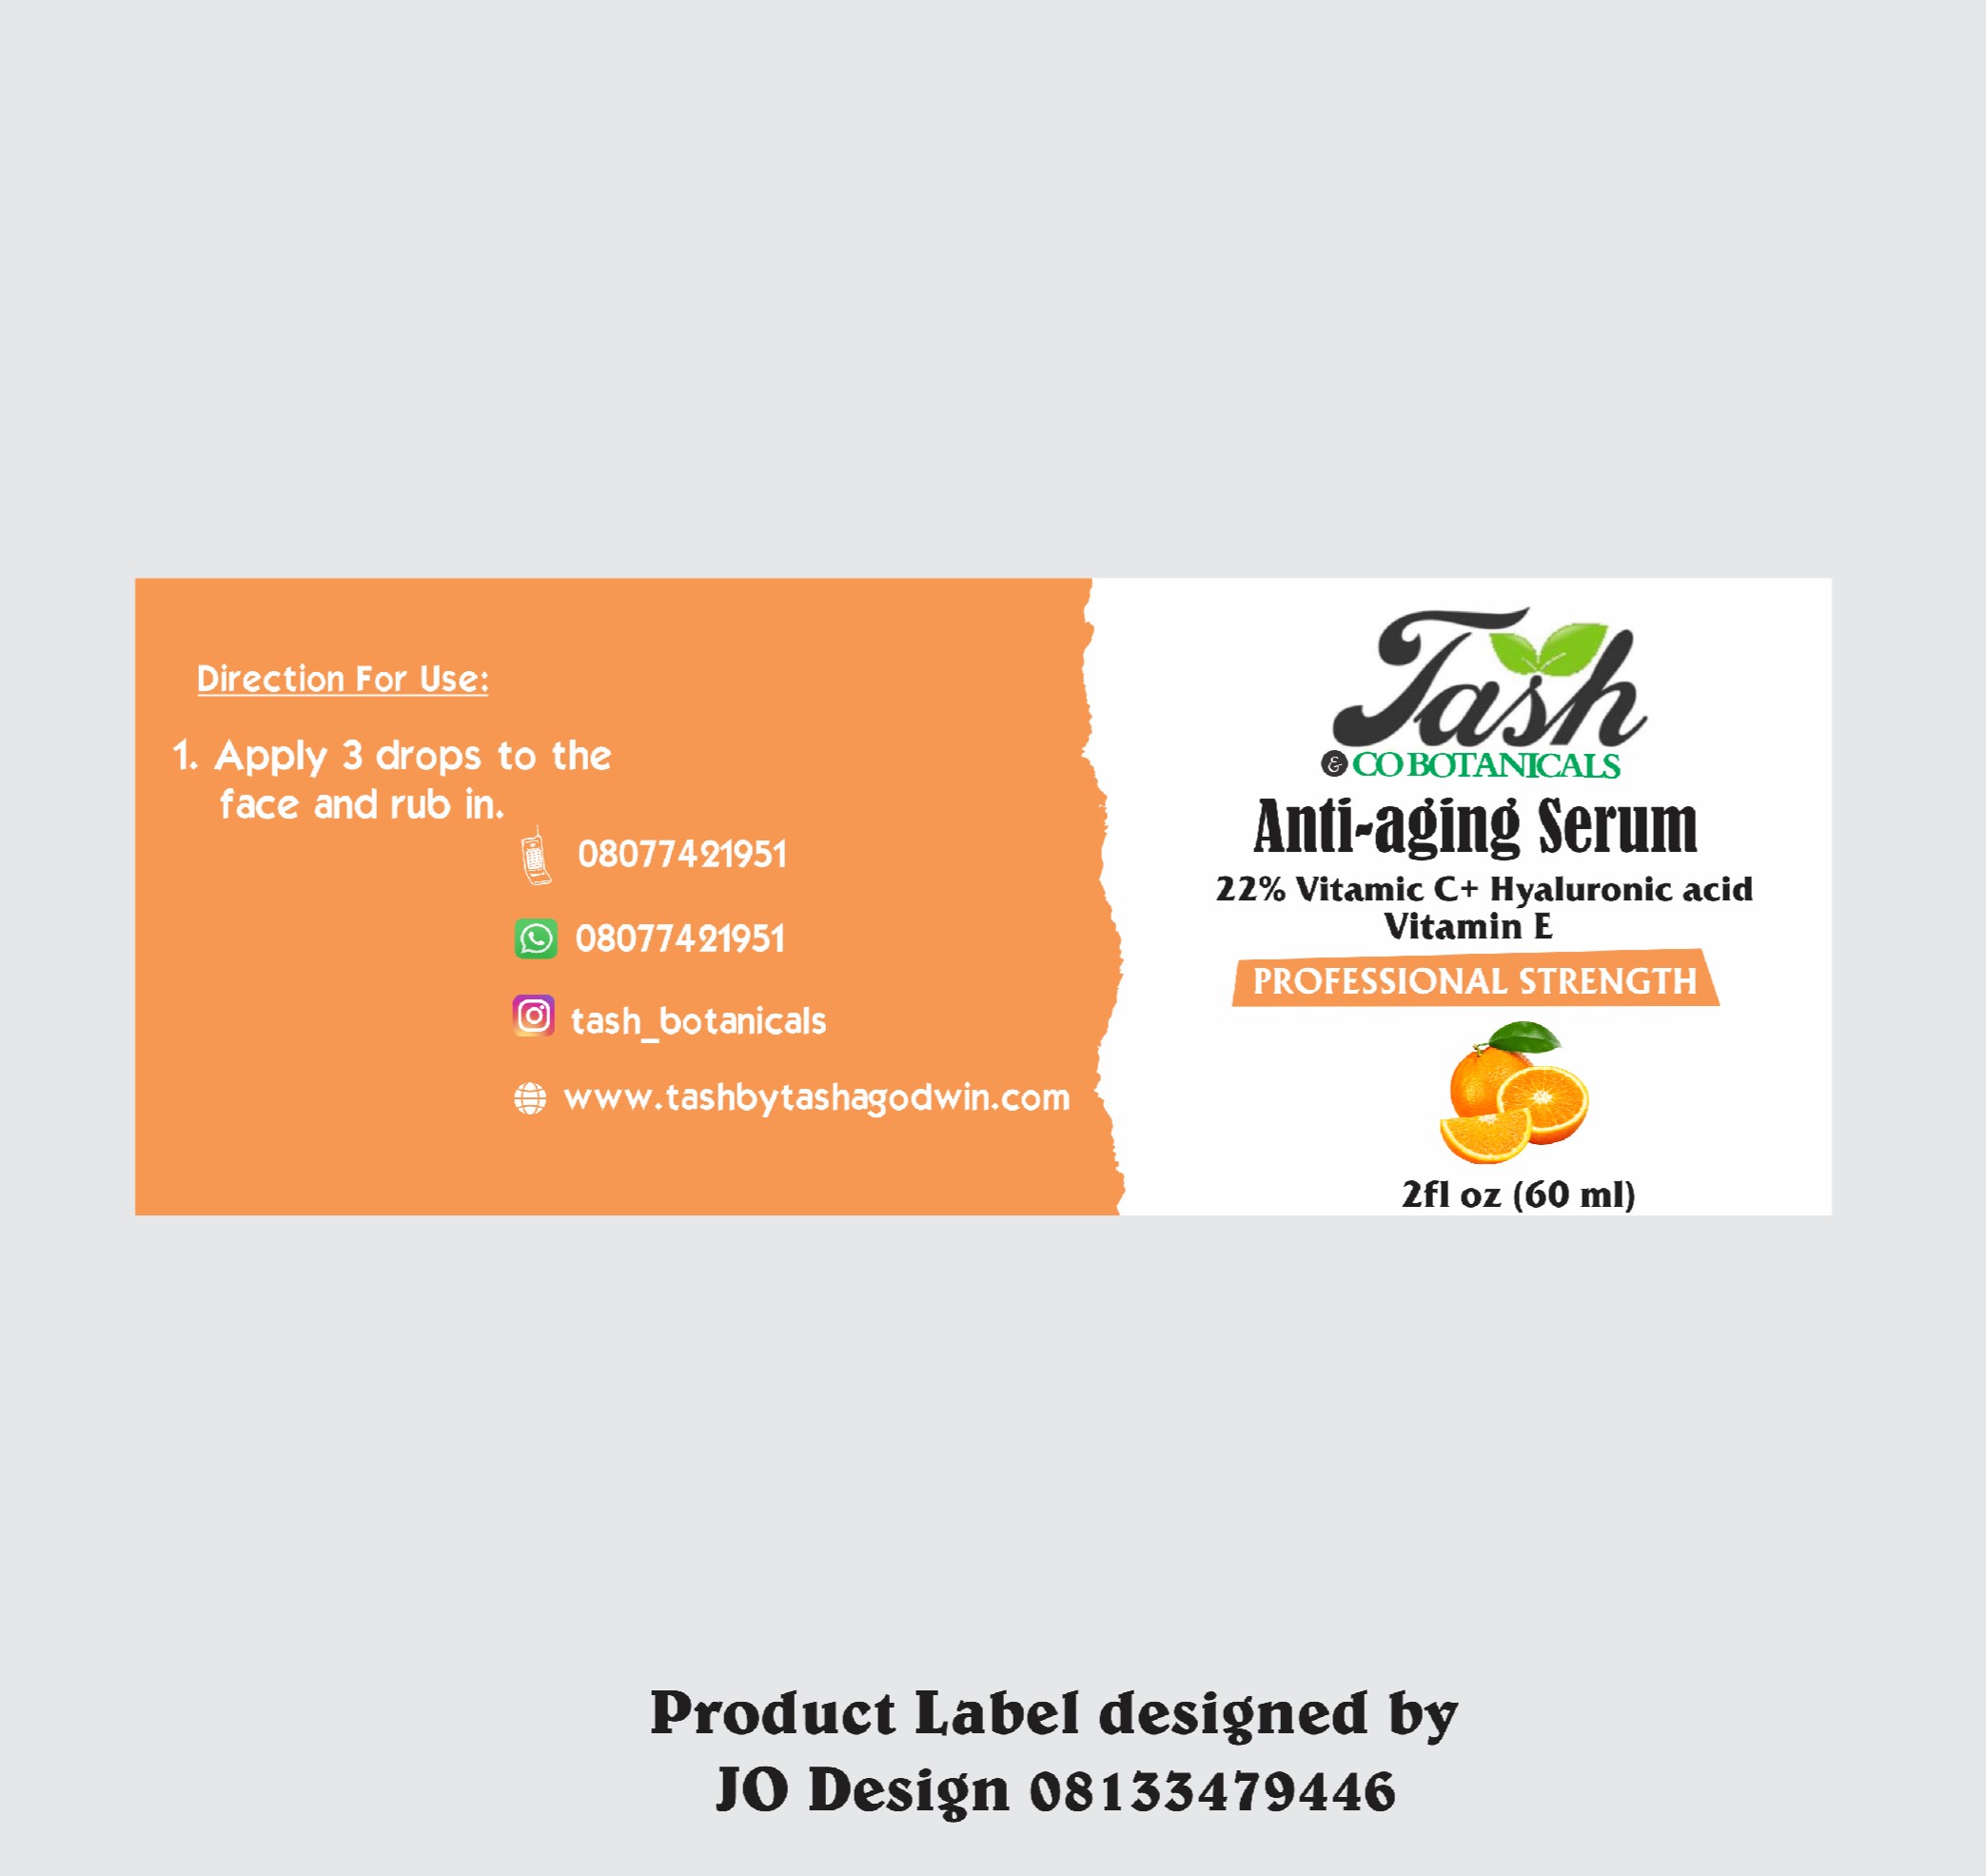 Direction For Use:
1. Apply 3 drops to the
face and rub in.
08077421951
08077421951
tash_botanicals
www.tashbytashagodwin.com
Tash
& CO BOTANICALS
Anti-aging Serum
22% Vitamic C+ Hyaluronic acid
Vitamin E
PROFESSIONAL STRENGTH
2fl oz (60 ml)
Product Label designed by
JO Design 08133479446